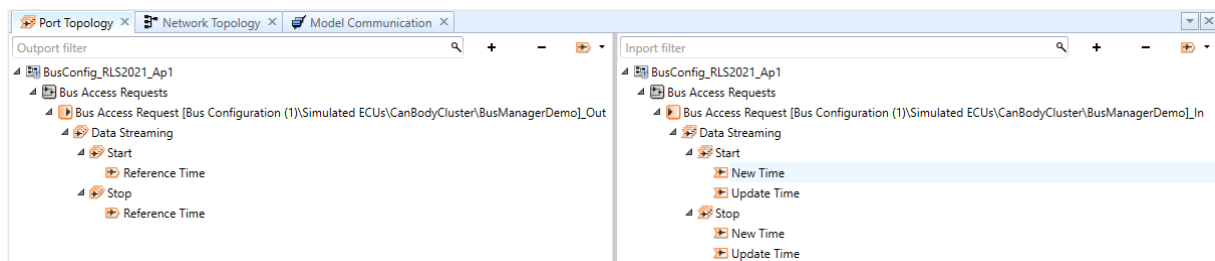 Port Topology
Network Topology
Model Communication
Outport filter
BusConfig_RLS2021_Ap1
Bus Access Requests
Bus Access Request [Bus Configuration (1)\Simulated ECUs\CanBodyCluster\BusManagerDemo]_Out
Data Streaming
Start
Reference Time
Stop
Reference Time
Inport filter
BusConfig_RLS2021_Ap1
Bus Access Requests
Bus Access Request [Bus Configuration (1)\Simulated ECUs\CanBodyCluster\BusManagerDemo]_In
Data Streaming
Start
New Time
Update Time
Stop
New Time
Update Time